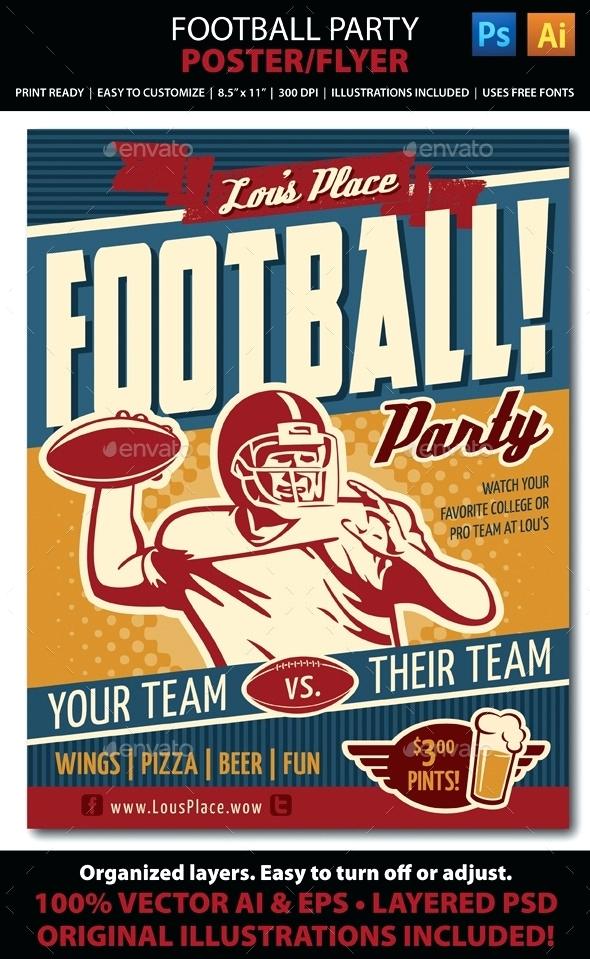 FOOTBALL PARTY
POSTER/FLYER
Ps
Ai
PRINT READY | EASY TO CUSTOMIZE | 8.5" x 11" | 300 DPI | ILLUSTRATIONS INCLUDED | USES FREE FONTS
envato envato
Lou's Place
FOOTBALL!
Party
envato envato
WATCH YOUR
FAVORITE COLLEGE OR
PRO TEAM AT LOU'S
YOUR TEAM VS. THEIR TEAM
envato envato
WINGS | PIZZA | BEER | FUN
$3.00
PINTS!
f www.LousPlace.wow t
Organized layers. Easy to turn off or adjust.
100% VECTOR AI & EPS • LAYERED PSD
ORIGINAL ILLUSTRATIONS INCLUDED!